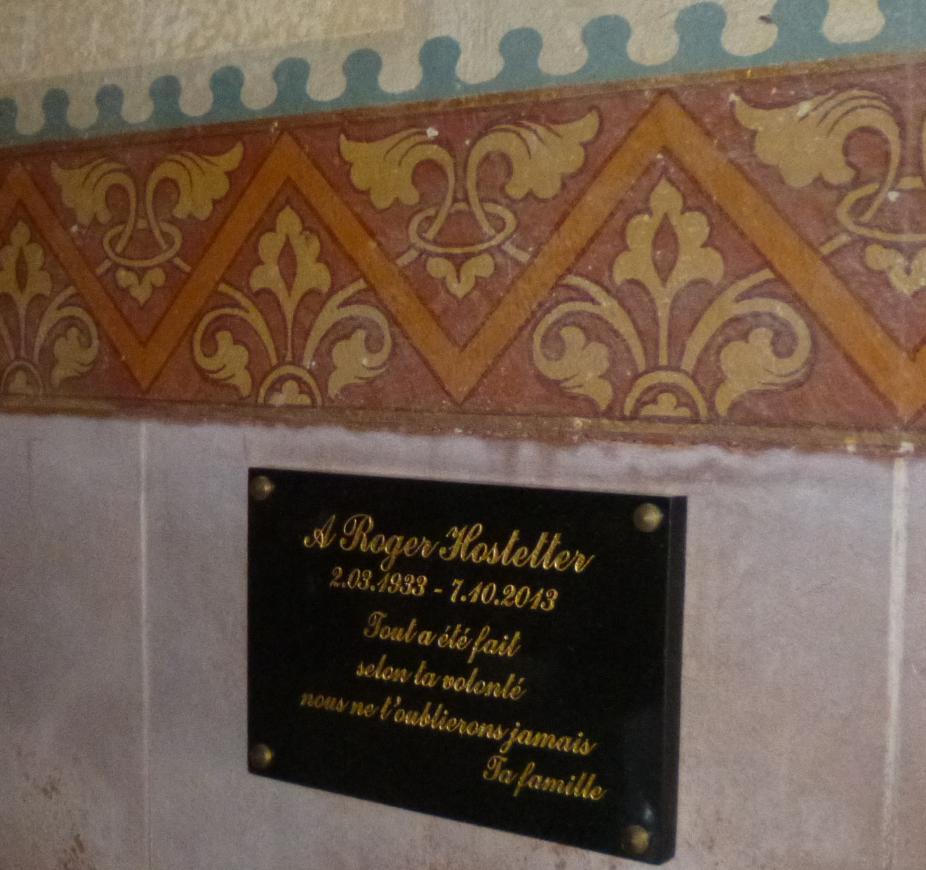 A Roger Hostetter
2.03.1933 - 7.10.2013
Tout a été fait
selon ta volonté
nous ne t'oublierons jamais
Ta famille